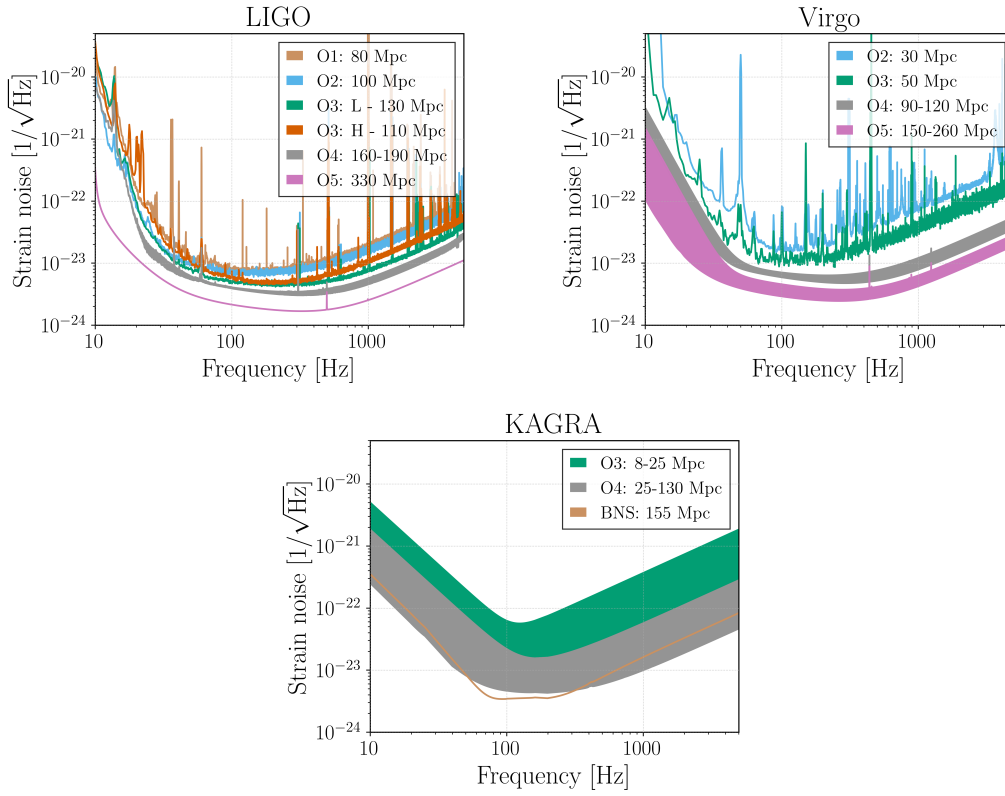 LIGO
Strain noise [1/√Hz]
10⁻²⁰
10⁻²¹
10⁻²²
10⁻²³
10⁻²⁴
O1: 80 Mpc
O2: 100 Mpc
O3: L - 130 Mpc
O3: H - 110 Mpc
O4: 160-190 Mpc
O5: 330 Mpc
10 100 1000
Frequency [Hz]
Virgo
Strain noise [1/√Hz]
10⁻²⁰
10⁻²¹
10⁻²²
10⁻²³
10⁻²⁴
O2: 30 Mpc
O3: 50 Mpc
O4: 90-120 Mpc
O5: 150-260 Mpc
10 100 1000
Frequency [Hz]
KAGRA
Strain noise [1/√Hz]
10⁻²⁰
10⁻²¹
10⁻²²
10⁻²³
10⁻²⁴
O3: 8-25 Mpc
O4: 25-130 Mpc
BNS: 155 Mpc
10 100 1000
Frequency [Hz]